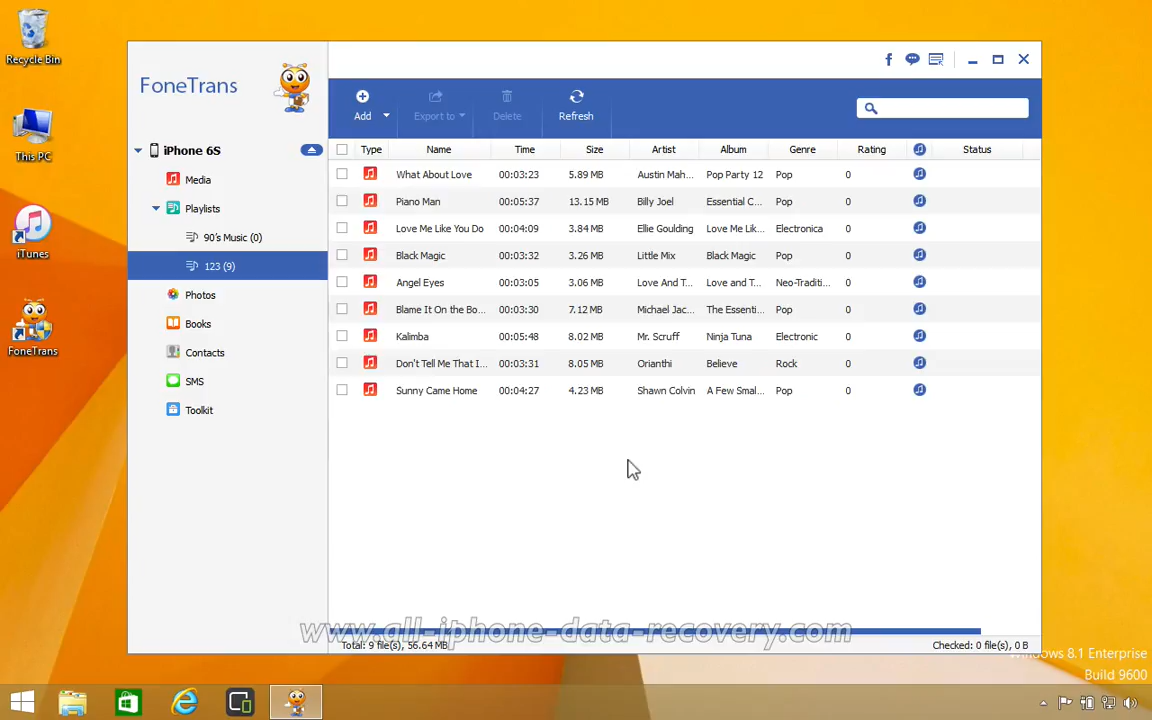 Recycle Bin
This PC
iTunes
FoneTrans
FoneTrans
iPhone 6S
Media
Playlists
90's Music (0)
123 (9)
Photos
Books
Contacts
SMS
Toolkit
Add
Export to
Delete
Refresh
Type Name Time Size Artist Album Genre Rating Status
What About Love 00:03:23 5.89 MB Austin Mah... Pop Party 12 Pop 0
Piano Man 00:05:37 13.15 MB Billy Joel Essential C... Pop 0
Love Me Like You Do 00:04:09 3.84 MB Ellie Goulding Love Me Lik... Electronica 0
Black Magic 00:03:32 3.26 MB Little Mix Black Magic Pop 0
Angel Eyes 00:03:05 3.06 MB Love And T... Love and T... Neo-Traditi... 0
Blame It On the Bo... 00:03:30 7.12 MB Michael Jac... The Essenti... Pop 0
Kalimba 00:05:48 8.02 MB Mr. Scruff Ninja Tuna Electronic 0
Don't Tell Me That I... 00:03:31 8.05 MB Orianthi Believe Rock 0
Sunny Came Home 00:04:27 4.23 MB Shawn Colvin A Few Smal... Pop 0
www.all-iphone-data-recovery.com
Total: 9 file(s), 56.64 MB
Checked: 0 file(s), 0 B
Windows 8.1 Enterprise
Build 9600